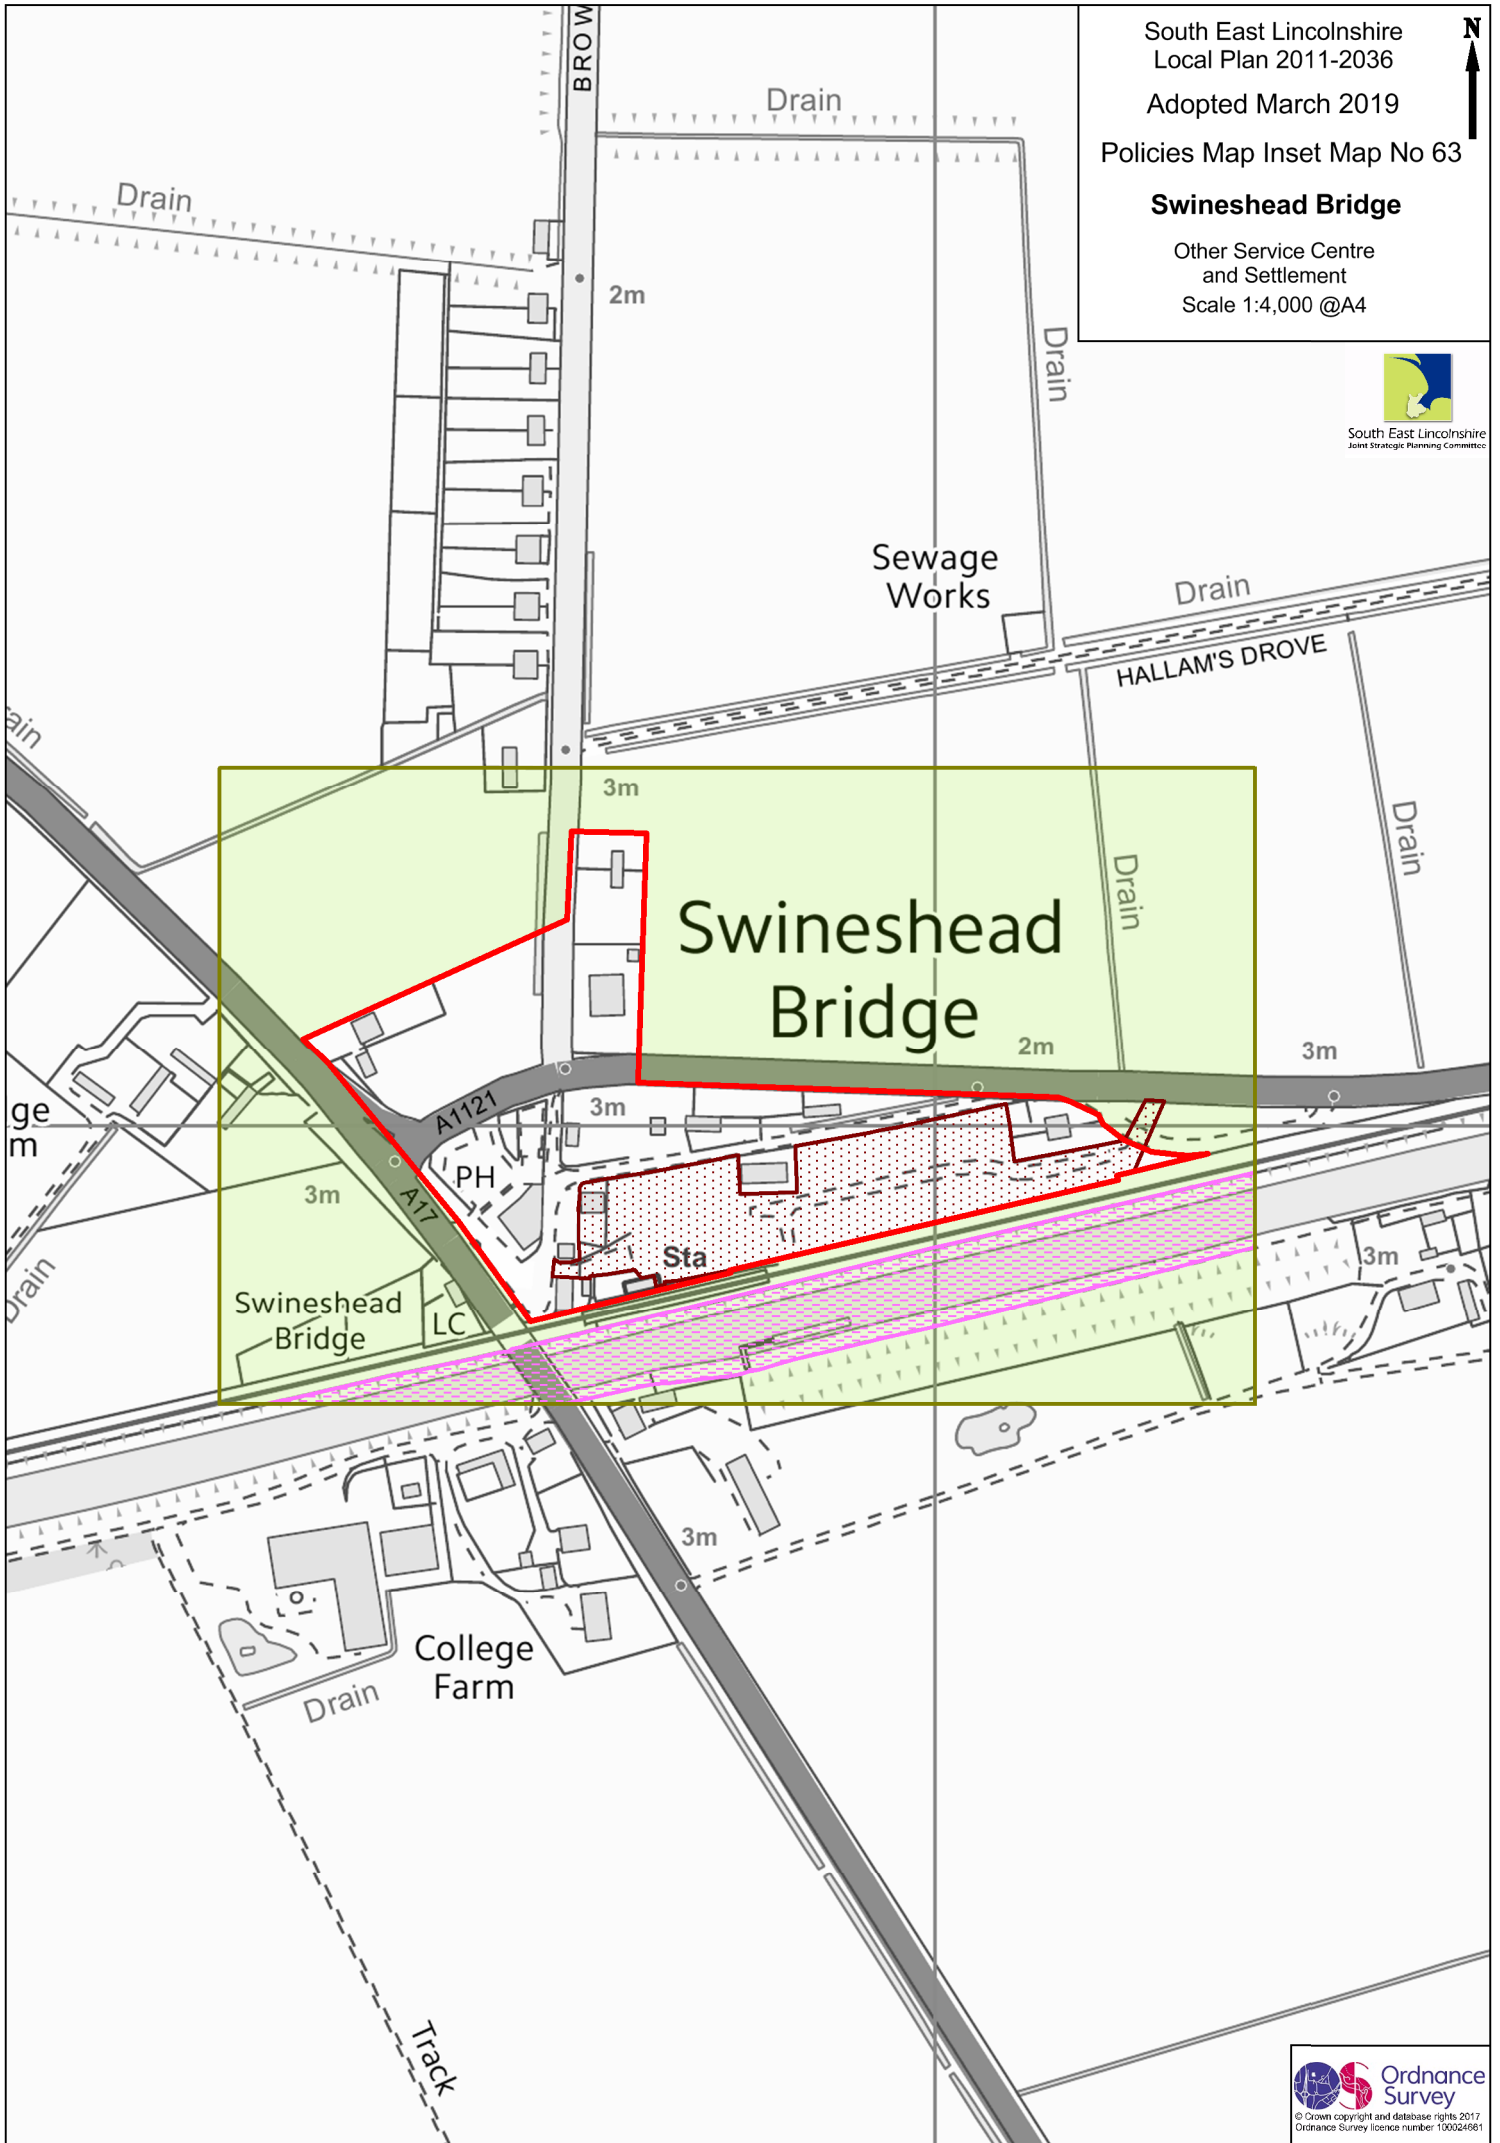 South East Lincolnshire
Local Plan 2011-2036
Adopted March 2019
Policies Map Inset Map No 63
Swineshead Bridge
Other Service Centre
and Settlement
Scale 1:4,000 @A4
N
South East Lincolnshire
Joint Strategic Planning Committee
BROW
Drain
Drain
2m
Drain
Sewage
Works
Drain
HALLAM'S DROVE
ain
3m
Drain
Drain
Swineshead
Bridge
2m
3m
ge
m
A1121
3m
PH
3m
A17
Sta
3m
Drain
Swineshead
Bridge
LC
3m
College
Farm
Drain
Track
Ordnance
Survey
© Crown copyright and database rights 2017
Ordnance Survey licence number 100024661